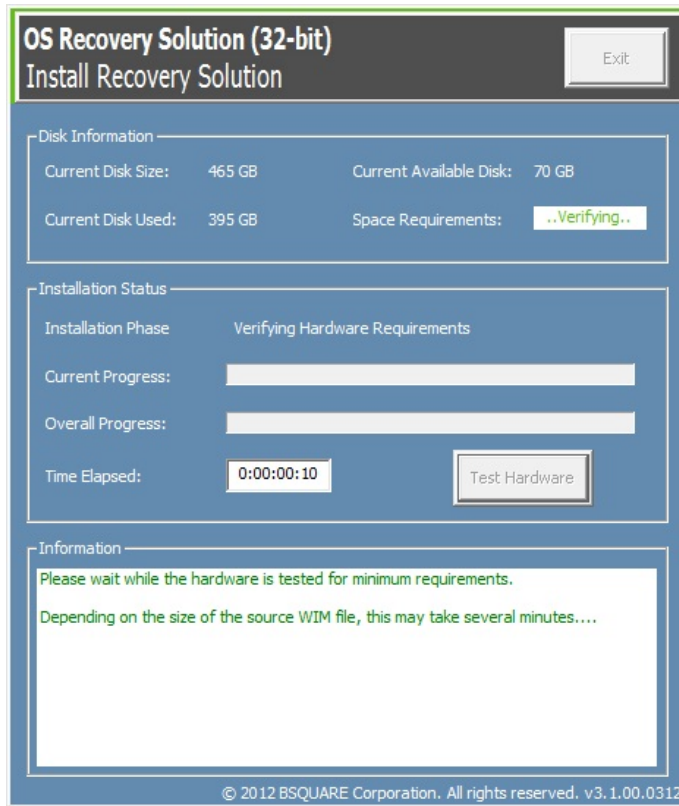 OS Recovery Solution (32-bit)
Install Recovery Solution
Exit
Disk Information
Current Disk Size: 465 GB Current Available Disk: 70 GB
Current Disk Used: 395 GB Space Requirements: ..Verifying..
Installation Status
Installation Phase Verifying Hardware Requirements
Current Progress:
Overall Progress:
Time Elapsed: 0:00:00:10 Test Hardware
Information
Please wait while the hardware is tested for minimum requirements.
Depending on the size of the source WIM file, this may take several minutes....
© 2012 BSQUARE Corporation. All rights reserved. v3.1.00.0312